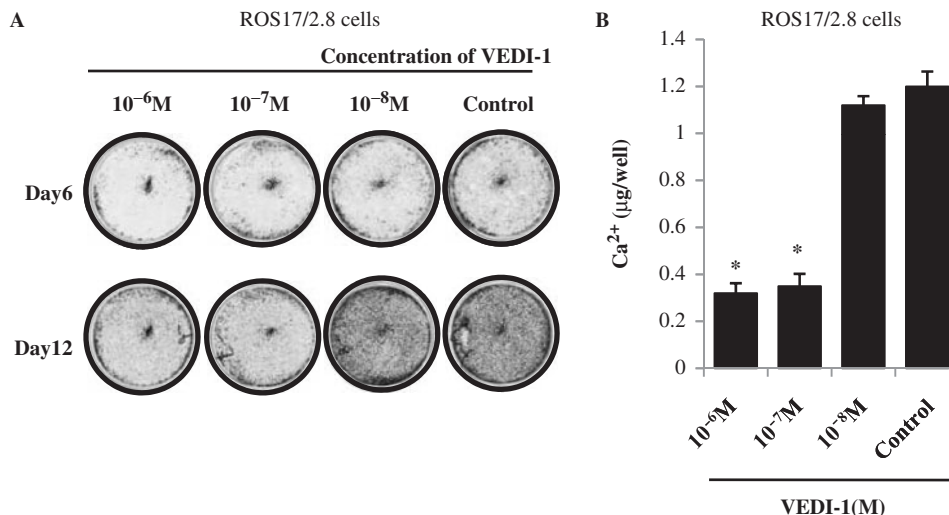 A
ROS17/2.8 cells
Concentration of VEDI-1
10⁻⁶M 10⁻⁷M 10⁻⁸M Control
Day6
Day12
B
ROS17/2.8 cells
Ca²⁺ (µg/well)
1.4
1.2
1
0.8
0.6
0.4
0.2
0
* *
10⁻⁶M 10⁻⁷M 10⁻⁸M Control
VEDI-1(M)